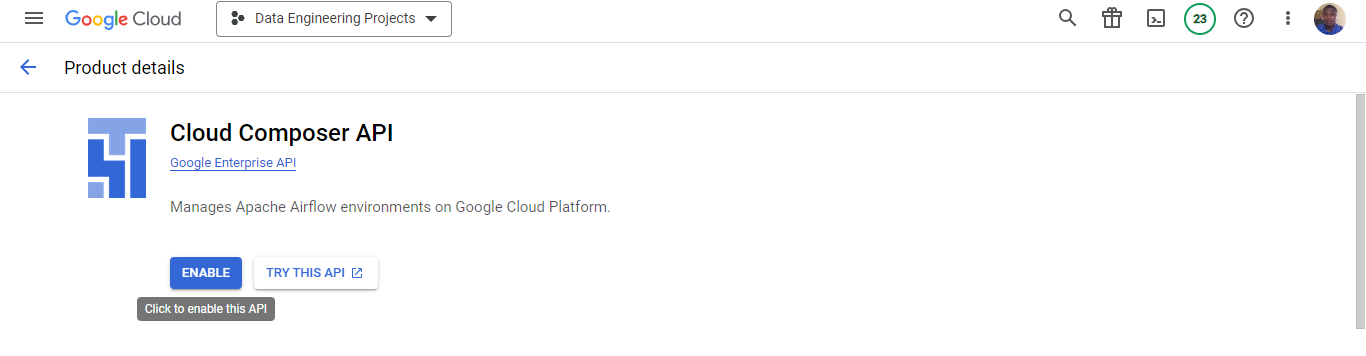 Google Cloud
Data Engineering Projects
23
Product details
Cloud Composer API
Google Enterprise API
Manages Apache Airflow environments on Google Cloud Platform.
ENABLE
TRY THIS API
Click to enable this API